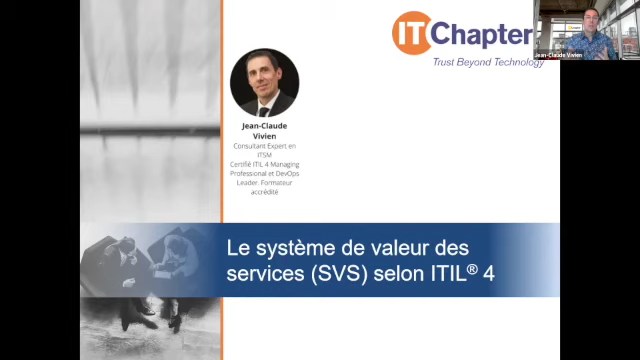 ITChapter
Trust Beyond Technology
Jean-Claude Vivien
Jean-Claude
Vivien
Consultant Expert en
ITSM
Certifié ITIL 4 Managing
Professional et DevOps
Leader. Formateur
accrédité
Le système de valeur des
services (SVS) selon ITIL® 4